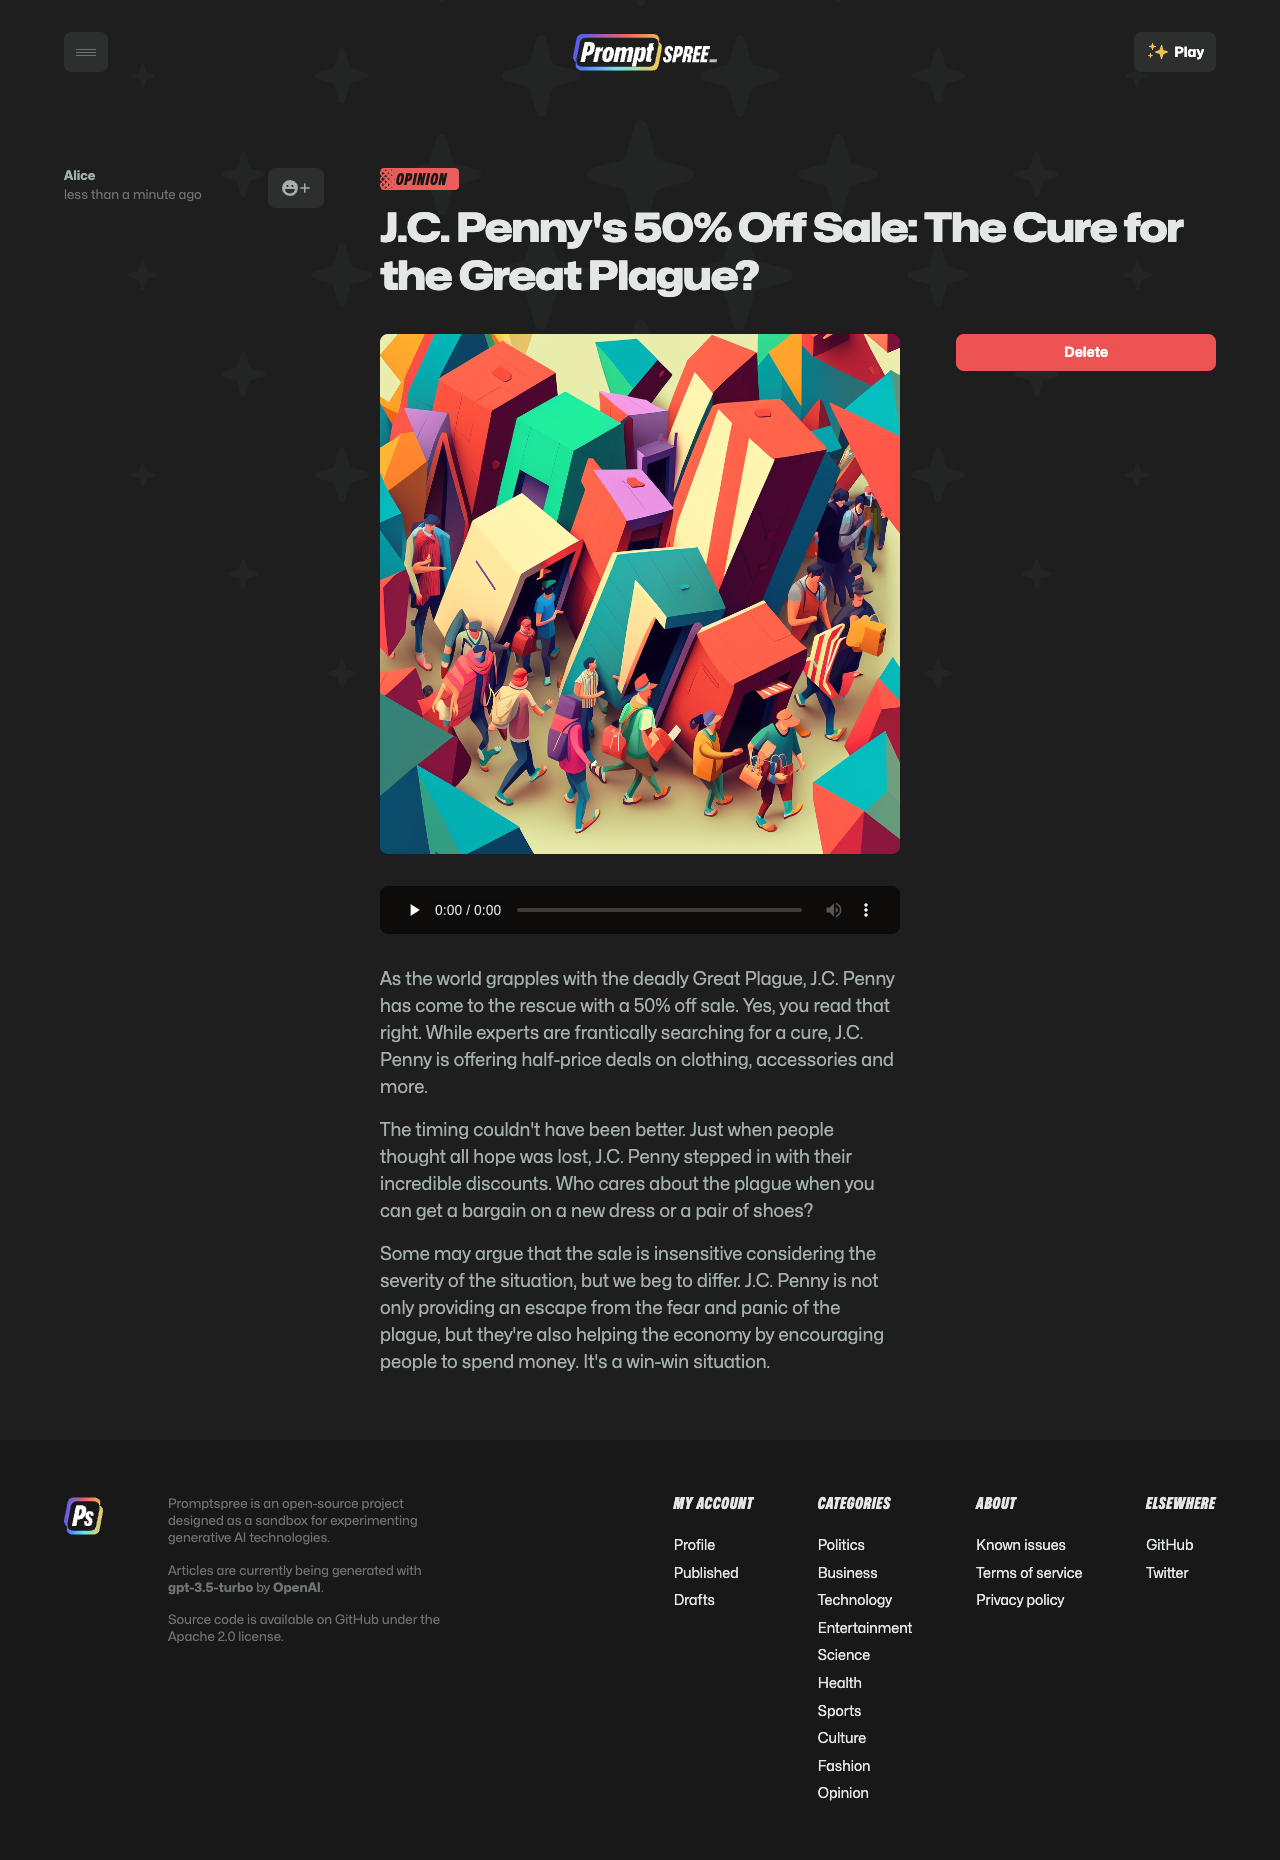 Prompt SPREE
Play
Alice
less than a minute ago
OPINION
J.C. Penny's 50% Off Sale: The Cure for
the Great Plague?
Delete
0:00 / 0:00
As the world grapples with the deadly Great Plague, J.C. Penny
has come to the rescue with a 50% off sale. Yes, you read that
right. While experts are frantically searching for a cure, J.C.
Penny is offering half-price deals on clothing, accessories and
more.
The timing couldn't have been better. Just when people
thought all hope was lost, J.C. Penny stepped in with their
incredible discounts. Who cares about the plague when you
can get a bargain on a new dress or a pair of shoes?
Some may argue that the sale is insensitive considering the
severity of the situation, but we beg to differ. J.C. Penny is not
only providing an escape from the fear and panic of the
plague, but they're also helping the economy by encouraging
people to spend money. It's a win-win situation.
Ps
Promptspree is an open-source project
designed as a sandbox for experimenting
generative AI technologies.
Articles are currently being generated with
gpt-3.5-turbo by OpenAI.
Source code is available on GitHub under the
Apache 2.0 license.
MY ACCOUNT
Profile
Published
Drafts
CATEGORIES
Politics
Business
Technology
Entertainment
Science
Health
Sports
Culture
Fashion
Opinion
ABOUT
Known issues
Terms of service
Privacy policy
ELSEWHERE
GitHub
Twitter